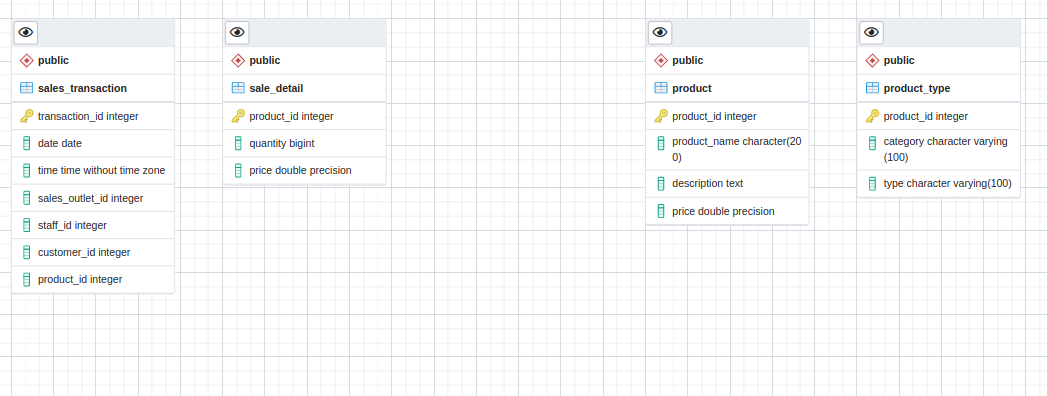 public
sales_transaction
transaction_id integer
date date
time time without time zone
sales_outlet_id integer
staff_id integer
customer_id integer
product_id integer
public
sale_detail
product_id integer
quantity bigint
price double precision
public
product
product_id integer
product_name character(20
0)
description text
price double precision
public
product_type
product_id integer
category character varying
(100)
type character varying(100)